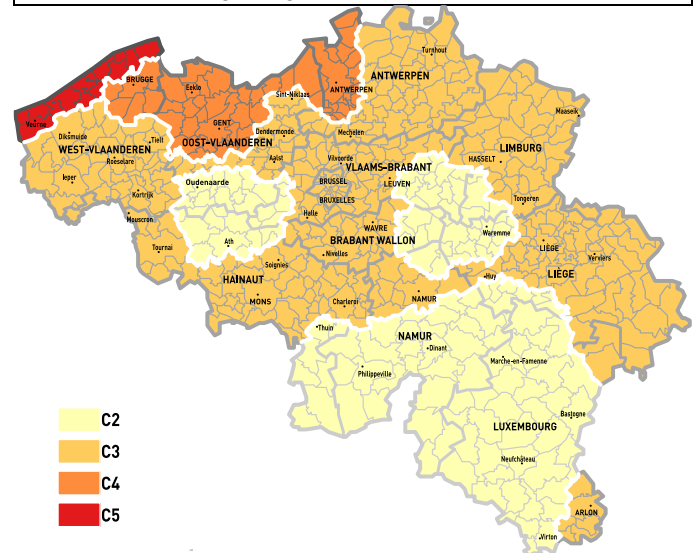 Turnhout
ANTWERPEN
BRUGGE
Eeklo
Sint-Niklaas
ANTWERPEN
Maaseik
Veurne
GENT
Diksmuide
Tielt
OOST-VLAANDEREN
Dendermonde
Mechelen
WEST-VLAANDEREN
Roeselare
Aalst
Vilvoorde
VLAAMS-BRABANT
HASSELT
LIMBURG
Ieper
Oudenaarde
BRUSSEL
LEUVEN
Kortrijk
BRUXELLES
Tongeren
Mouscron
Halle
WAVRE
Waremme
Tournai
Ath
BRABANT WALLON
LIÈGE
Nivelles
Verviers
Soignies
HAINAUT
Huy
LIÈGE
MONS
Charleroi
NAMUR
Thuin
NAMUR
Dinant
Marche-en-Famenne
Philippeville
C2
Bastogne
LUXEMBOURG
C3
Neufchâteau
C4
C5
ARLON
Virton